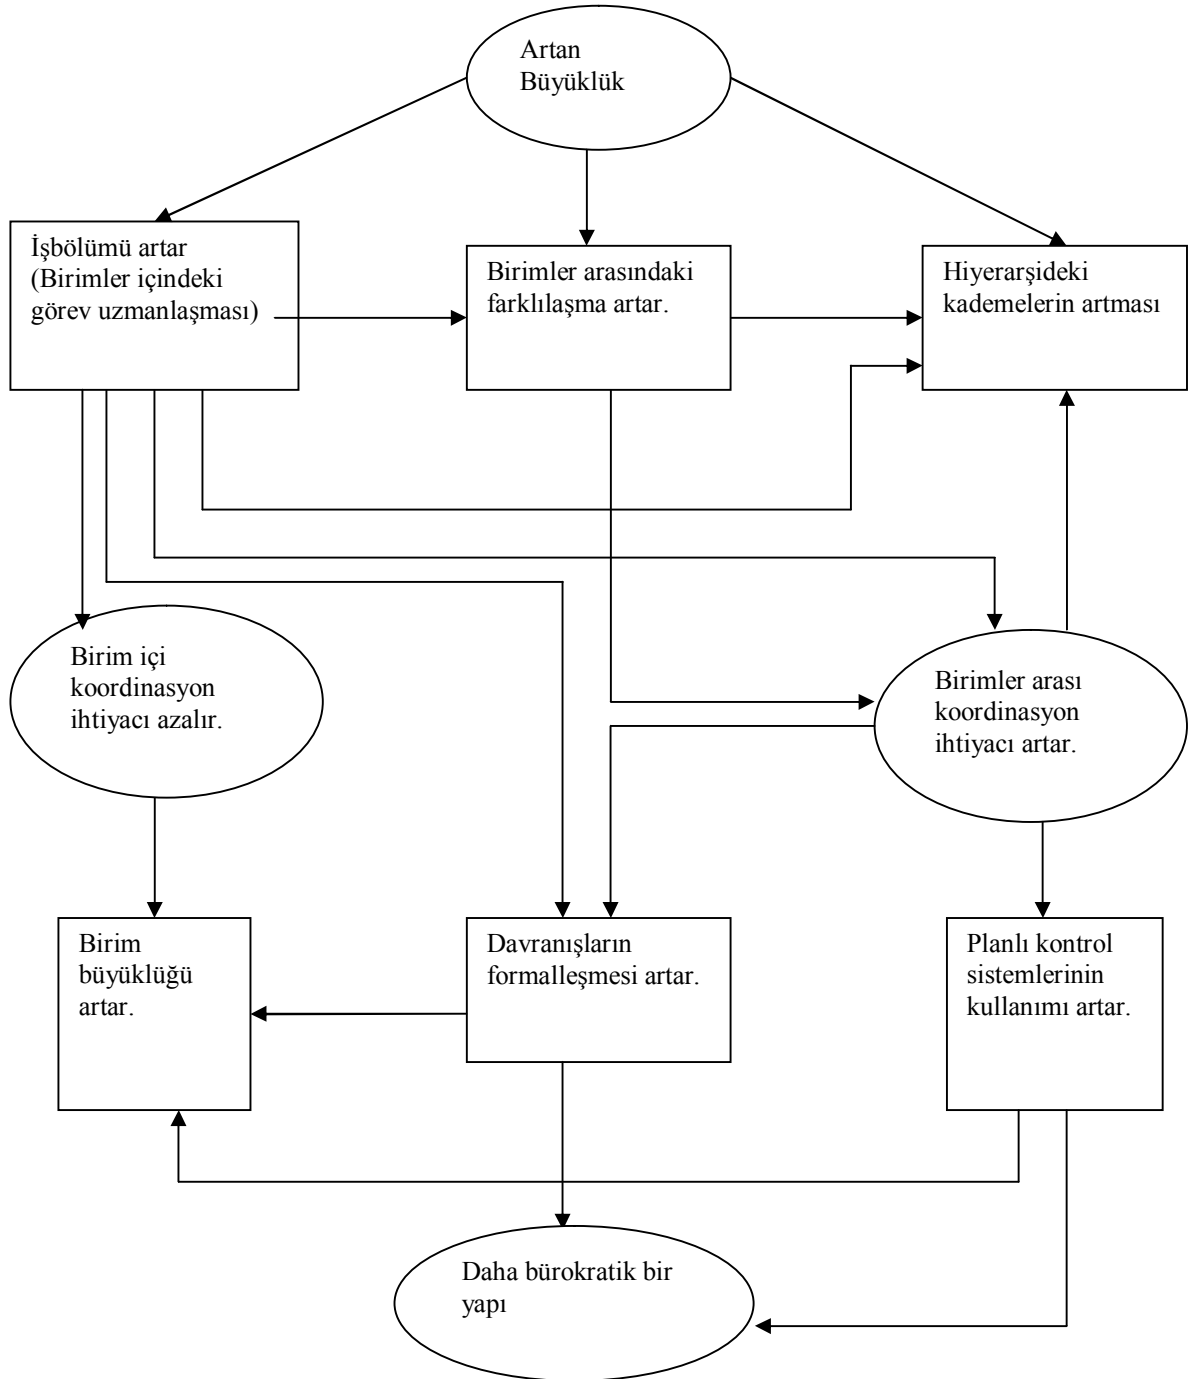 Artan
Büyüklük
İşbölümü artar
(Birimler içindeki
görev uzmanlaşması)
Birimler arasındaki
farklılaşma artar.
Hiyerarşideki
kademelerin artması
Birim içi
koordinasyon
ihtiyacı azalır.
Birimler arası
koordinasyon
ihtiyacı artar.
Birim
büyüklüğü
artar.
Davranışların
formalleşmesi artar.
Planlı kontrol
sistemlerinin
kullanımı artar.
Daha bürokratik bir
yapı